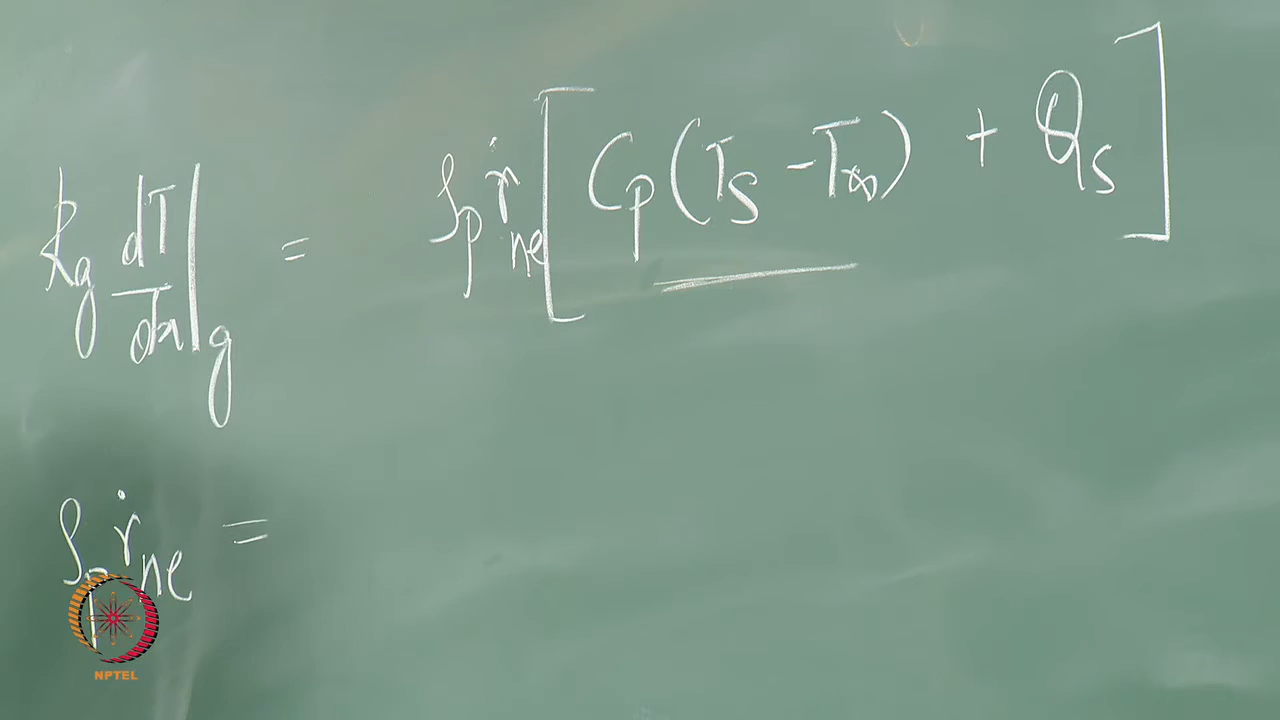 k_g dT/dx|_g = ρ_p ṙ_ne [C_p(T_s − T_∞) + Q_s]
ρ_p ṙ_ne =
NPTEL